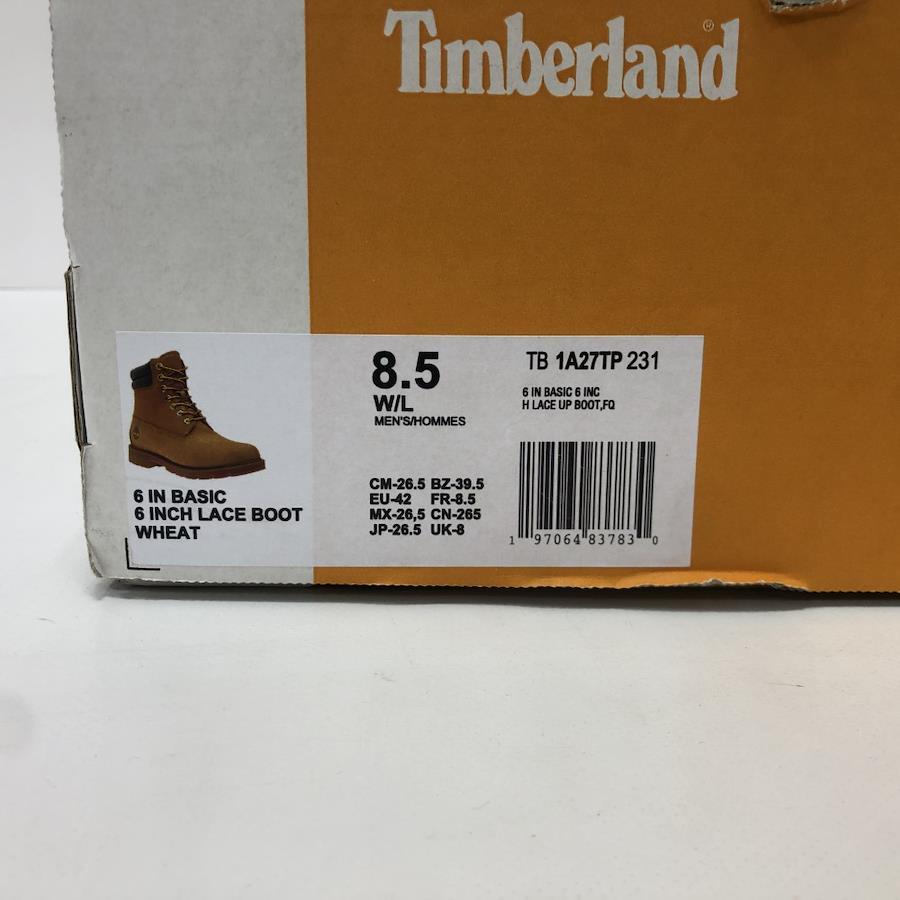 Timberland®
8.5
W/L
MEN'S/HOMMES
TB 1A27TP 231
6 IN BASIC 6 INC
H LACE UP BOOT,FQ
6 IN BASIC
6 INCH LACE BOOT
WHEAT
CM-26.5 BZ-39.5
EU-42 FR-8.5
MX-26,5 CN-265
JP-26.5 UK-8
1 97064 83783 0